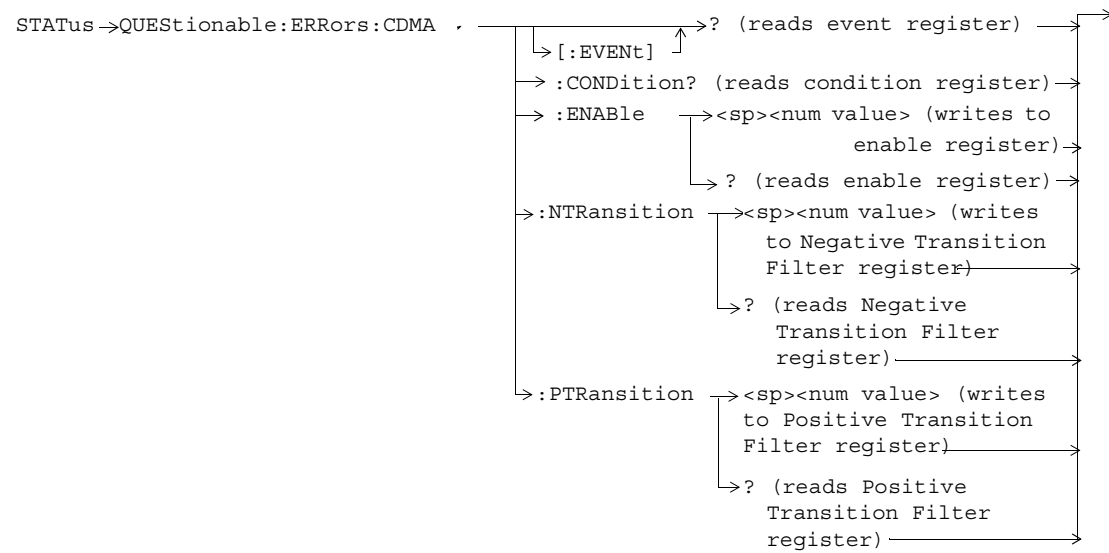 STATus QUEStionable:ERRors:CDMA ? (reads event register)
[:EVENt]
:CONDition? (reads condition register)
:ENABle <sp><num value> (writes to
enable register)
? (reads enable register)
:NTRansition <sp><num value> (writes
to Negative Transition
Filter register)
? (reads Negative
Transition Filter
register)
:PTRansition <sp><num value> (writes
to Positive Transition
Filter register)
? (reads Positive
Transition Filter
register)